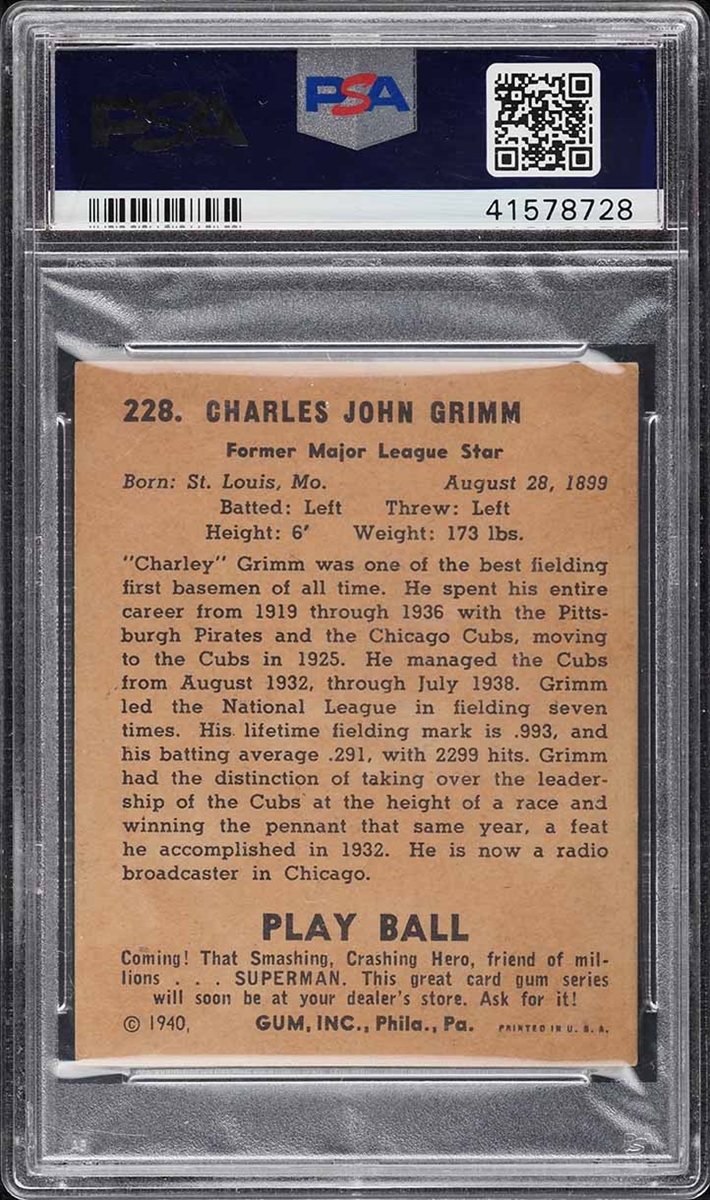 PSA
PSA
41578728
228. CHARLES JOHN GRIMM
Former Major League Star
Born: St. Louis, Mo. August 28, 1899
Batted: Left Threw: Left
Height: 6' Weight: 173 lbs.
"Charley" Grimm was one of the best fielding
first basemen of all time. He spent his entire
career from 1919 through 1936 with the Pitts-
burgh Pirates and the Chicago Cubs, moving
to the Cubs in 1925. He managed the Cubs
from August 1932, through July 1938. Grimm
led the National League in fielding seven
times. His lifetime fielding mark is .993, and
his batting average .291, with 2299 hits. Grimm
had the distinction of taking over the leader-
ship of the Cubs at the height of a race and
winning the pennant that same year, a feat
he accomplished in 1932. He is now a radio
broadcaster in Chicago.
PLAY BALL
Coming! That Smashing, Crashing Hero, friend of mil-
lions . . . SUPERMAN. This great card gum series
will soon be at your dealer's store. Ask for it!
© 1940, GUM, INC., Phila., Pa. PRINTED IN U. S. A.